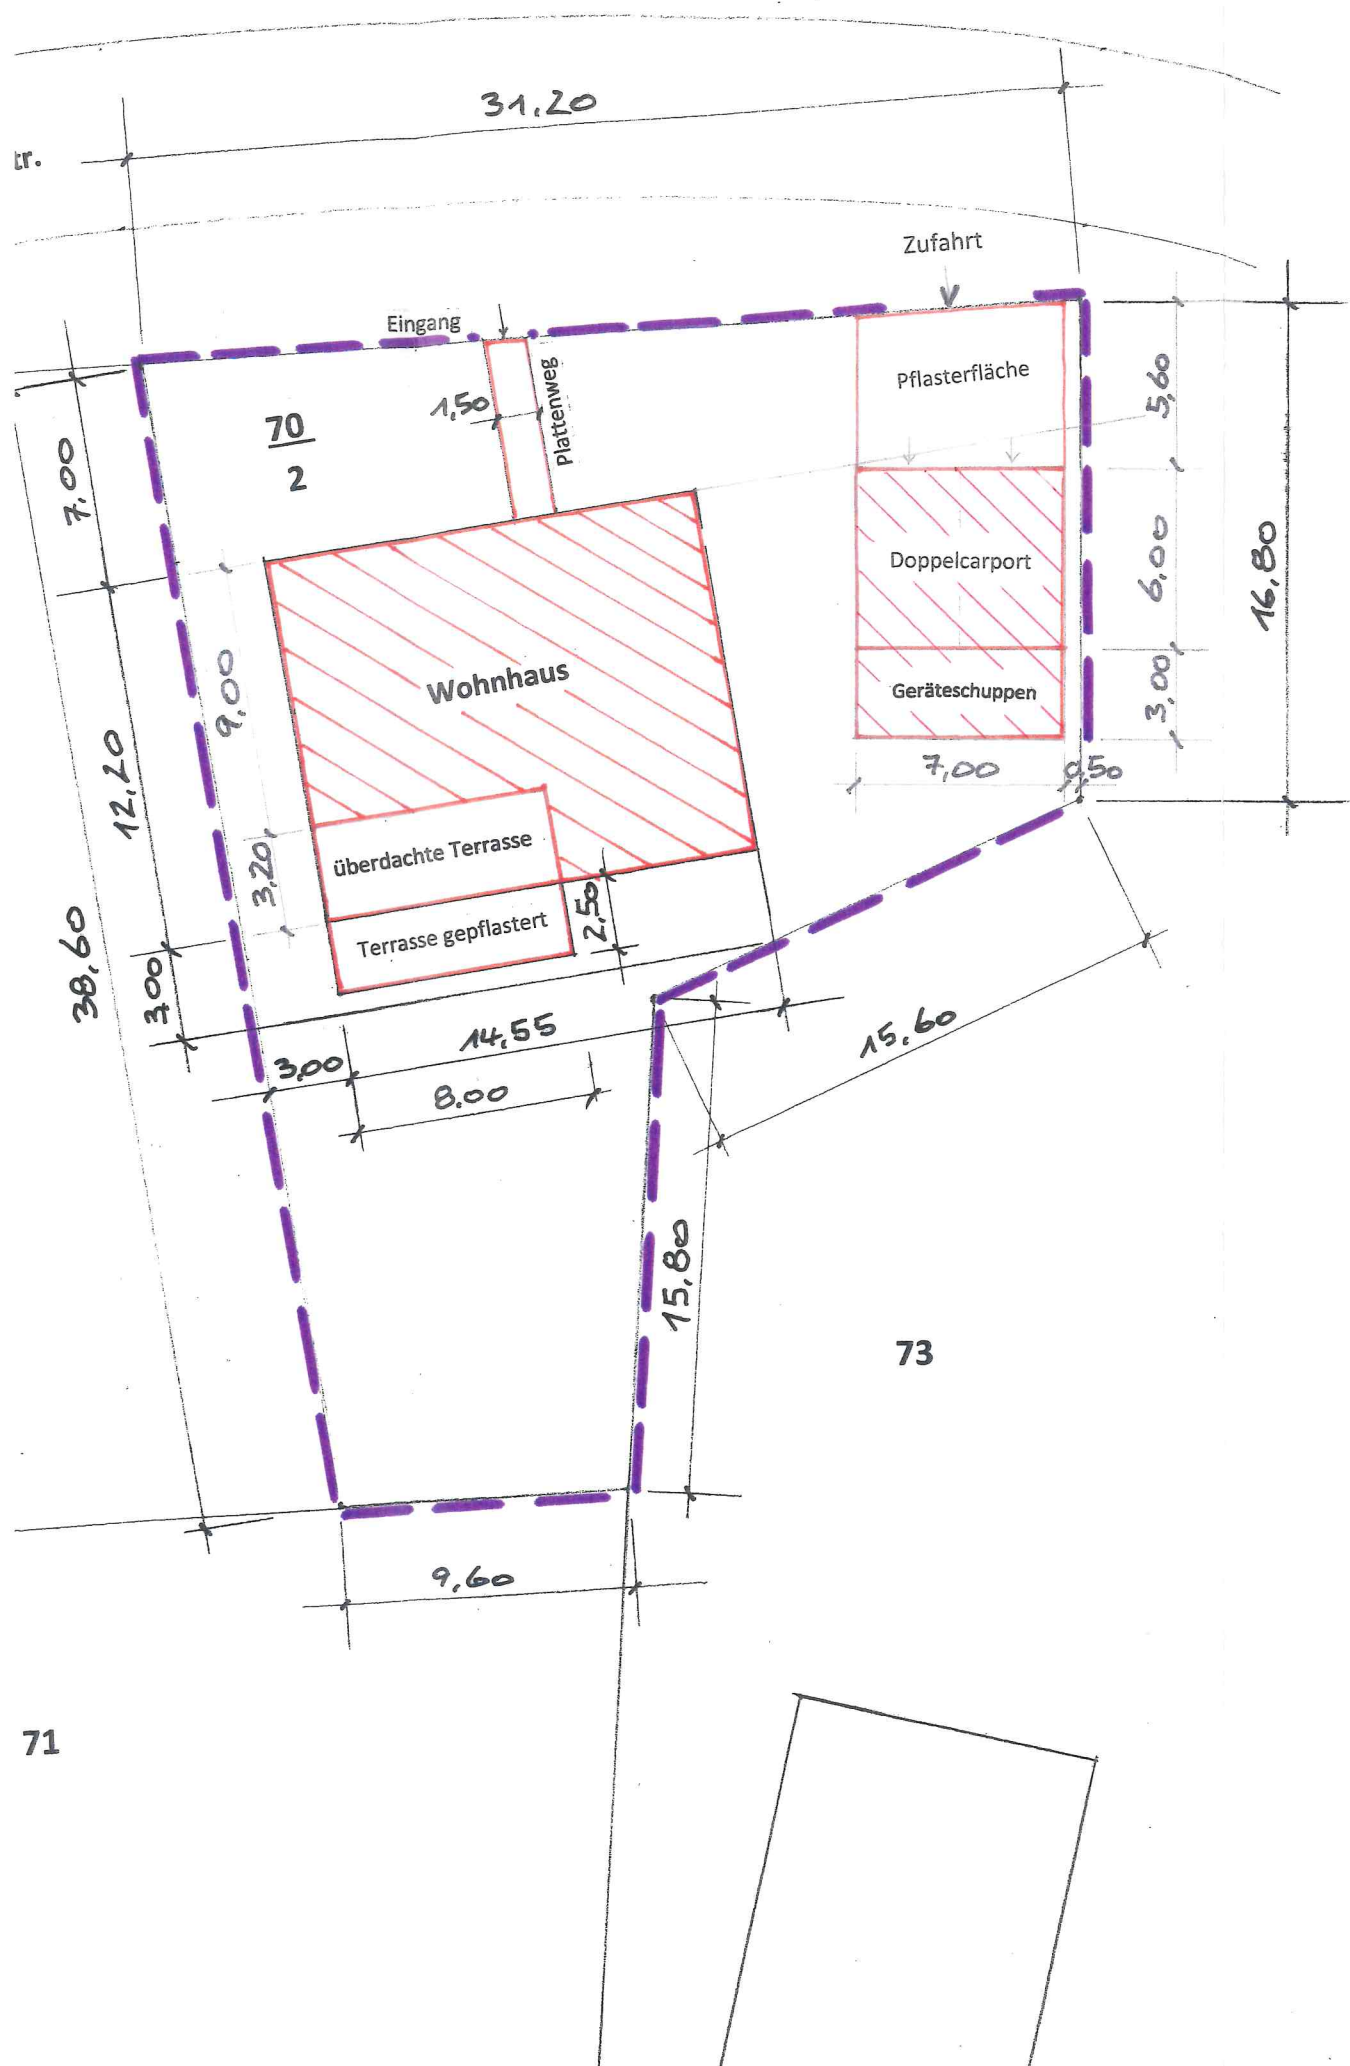 31,20
tr.
Zufahrt
Eingang
Plattenweg
1,50
70
2
Pflasterfläche
5,60
7,00
Doppelcarport
6,00
16,80
Wohnhaus
9,00
Geräteschuppen
3,00
7,00
0,50
12,20
überdachte Terrasse
3,20
Terrasse gepflastert
2,50
38,60
3,00
14,55
3,00
8,00
15,60
15,80
73
9,60
71